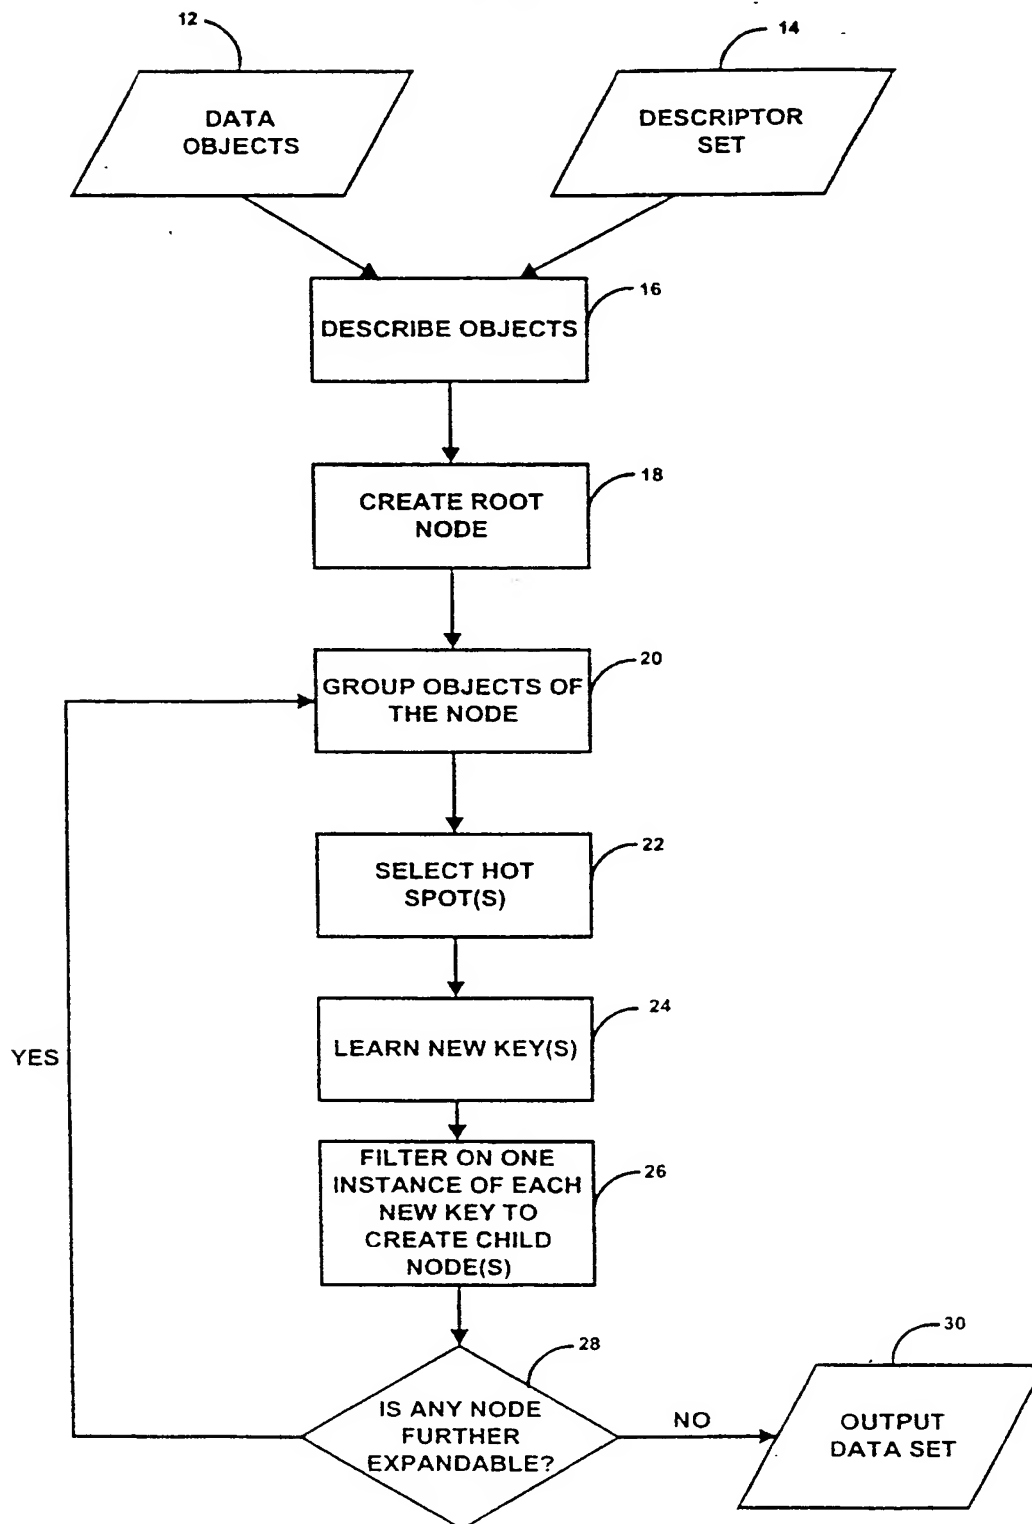 12
14
DATA
OBJECTS
DESCRIPTOR
SET
16
DESCRIBE OBJECTS
18
CREATE ROOT
NODE
20
GROUP OBJECTS OF
THE NODE
22
SELECT HOT
SPOT(S)
24
LEARN NEW KEY(S)
YES
26
FILTER ON ONE
INSTANCE OF EACH
NEW KEY TO
CREATE CHILD
NODE(S)
28
30
IS ANY NODE
FURTHER
EXPANDABLE?
NO
OUTPUT
DATA SET